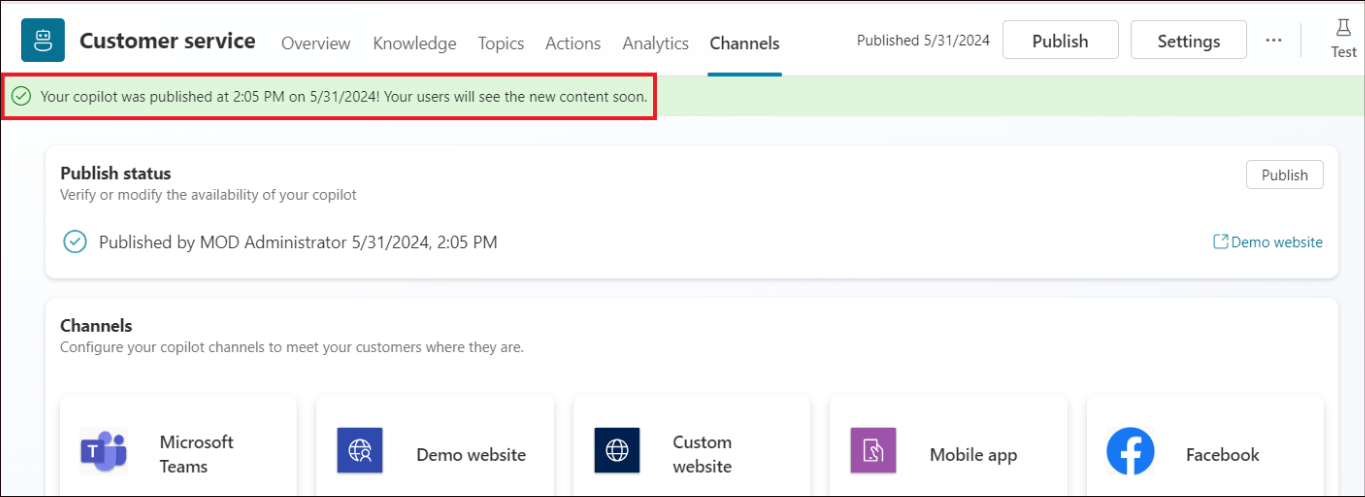 Customer service Overview Knowledge Topics Actions Analytics Channels Published 5/31/2024 Publish Settings ... Test
Your copilot was published at 2:05 PM on 5/31/2024! Your users will see the new content soon.
Publish status
Publish
Verify or modify the availability of your copilot
Published by MOD Administrator 5/31/2024, 2:05 PM
Demo website
Channels
Configure your copilot channels to meet your customers where they are.
T
Microsoft
Teams
Demo website
Custom
website
Mobile app
Facebook